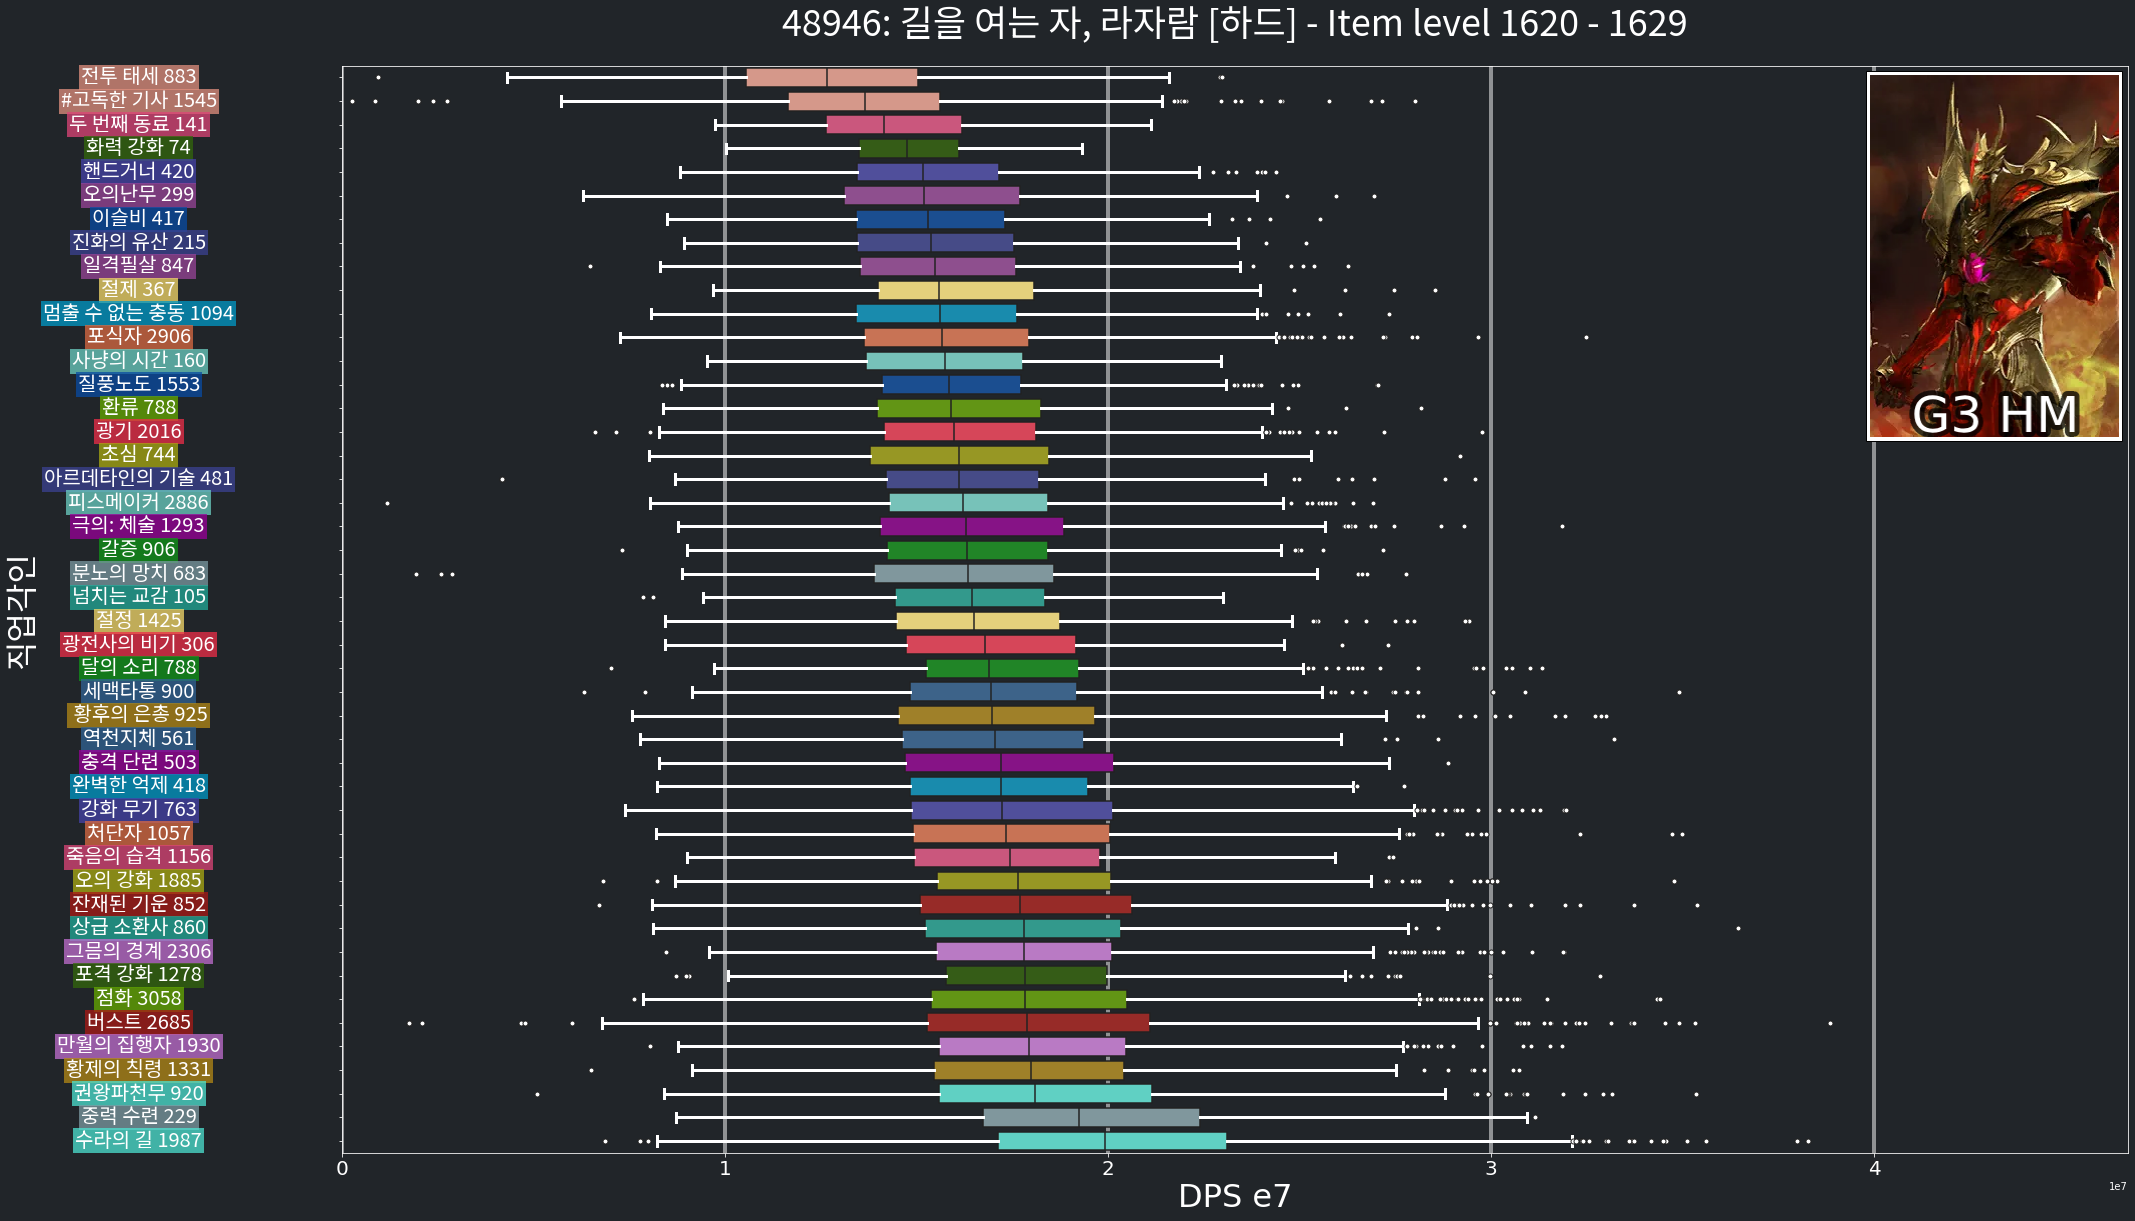 48946: 길을 여는 자, 라자람 [하드] - Item level 1620 - 1629
전투 태세 883
#고독한 기사 1545
두 번째 동료 141
화력 강화 74
핸드거너 420
오의난무 299
이슬비 417
진화의 유산 215
일격필살 847
절제 367
멈출 수 없는 충동 1094
포식자 2906
사냥의 시간 160
질풍노도 1553
환류 788
광기 2016
초심 744
아르데타인의 기술 481
피스메이커 2886
극의: 체술 1293
갈증 906
분노의 망치 683
넘치는 교감 105
절정 1425
광전사의 비기 306
달의 소리 788
세맥타통 900
황후의 은총 925
역천지체 561
충격 단련 503
완벽한 억제 418
강화 무기 763
처단자 1057
죽음의 습격 1156
오의 강화 1885
잔재된 기운 852
상급 소환사 860
그믐의 경계 2306
포격 강화 1278
점화 3058
버스트 2685
만월의 집행자 1930
황제의 칙령 1331
권왕파천무 920
중력 수련 229
수라의 길 1987
직업각인
G3 HM
0 1 2 3 4
DPS e7
1e7